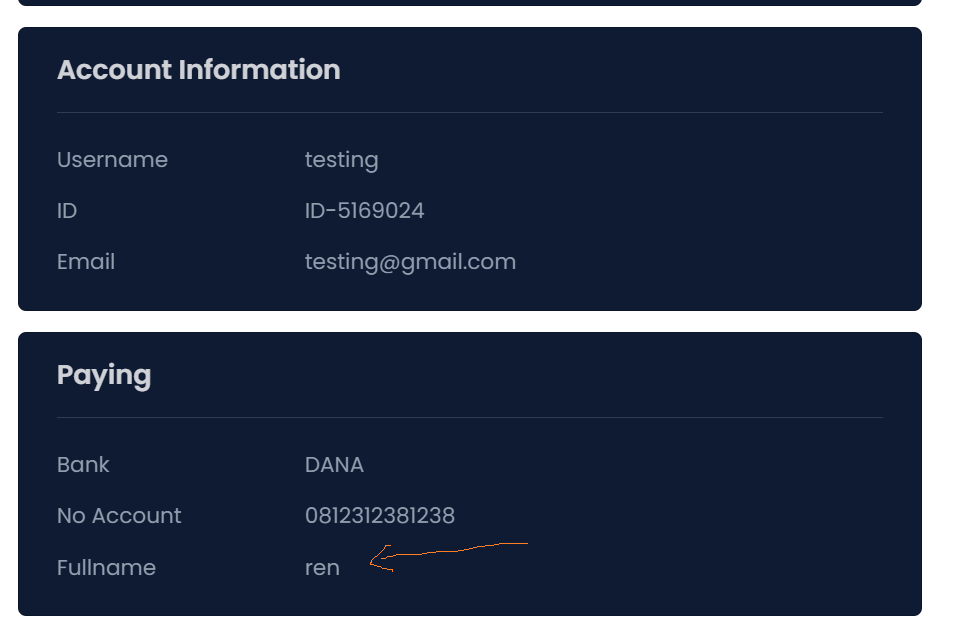 Account Information
Username testing
ID ID-5169024
Email testing@gmail.com
Paying
Bank DANA
No Account 0812312381238
Fullname ren